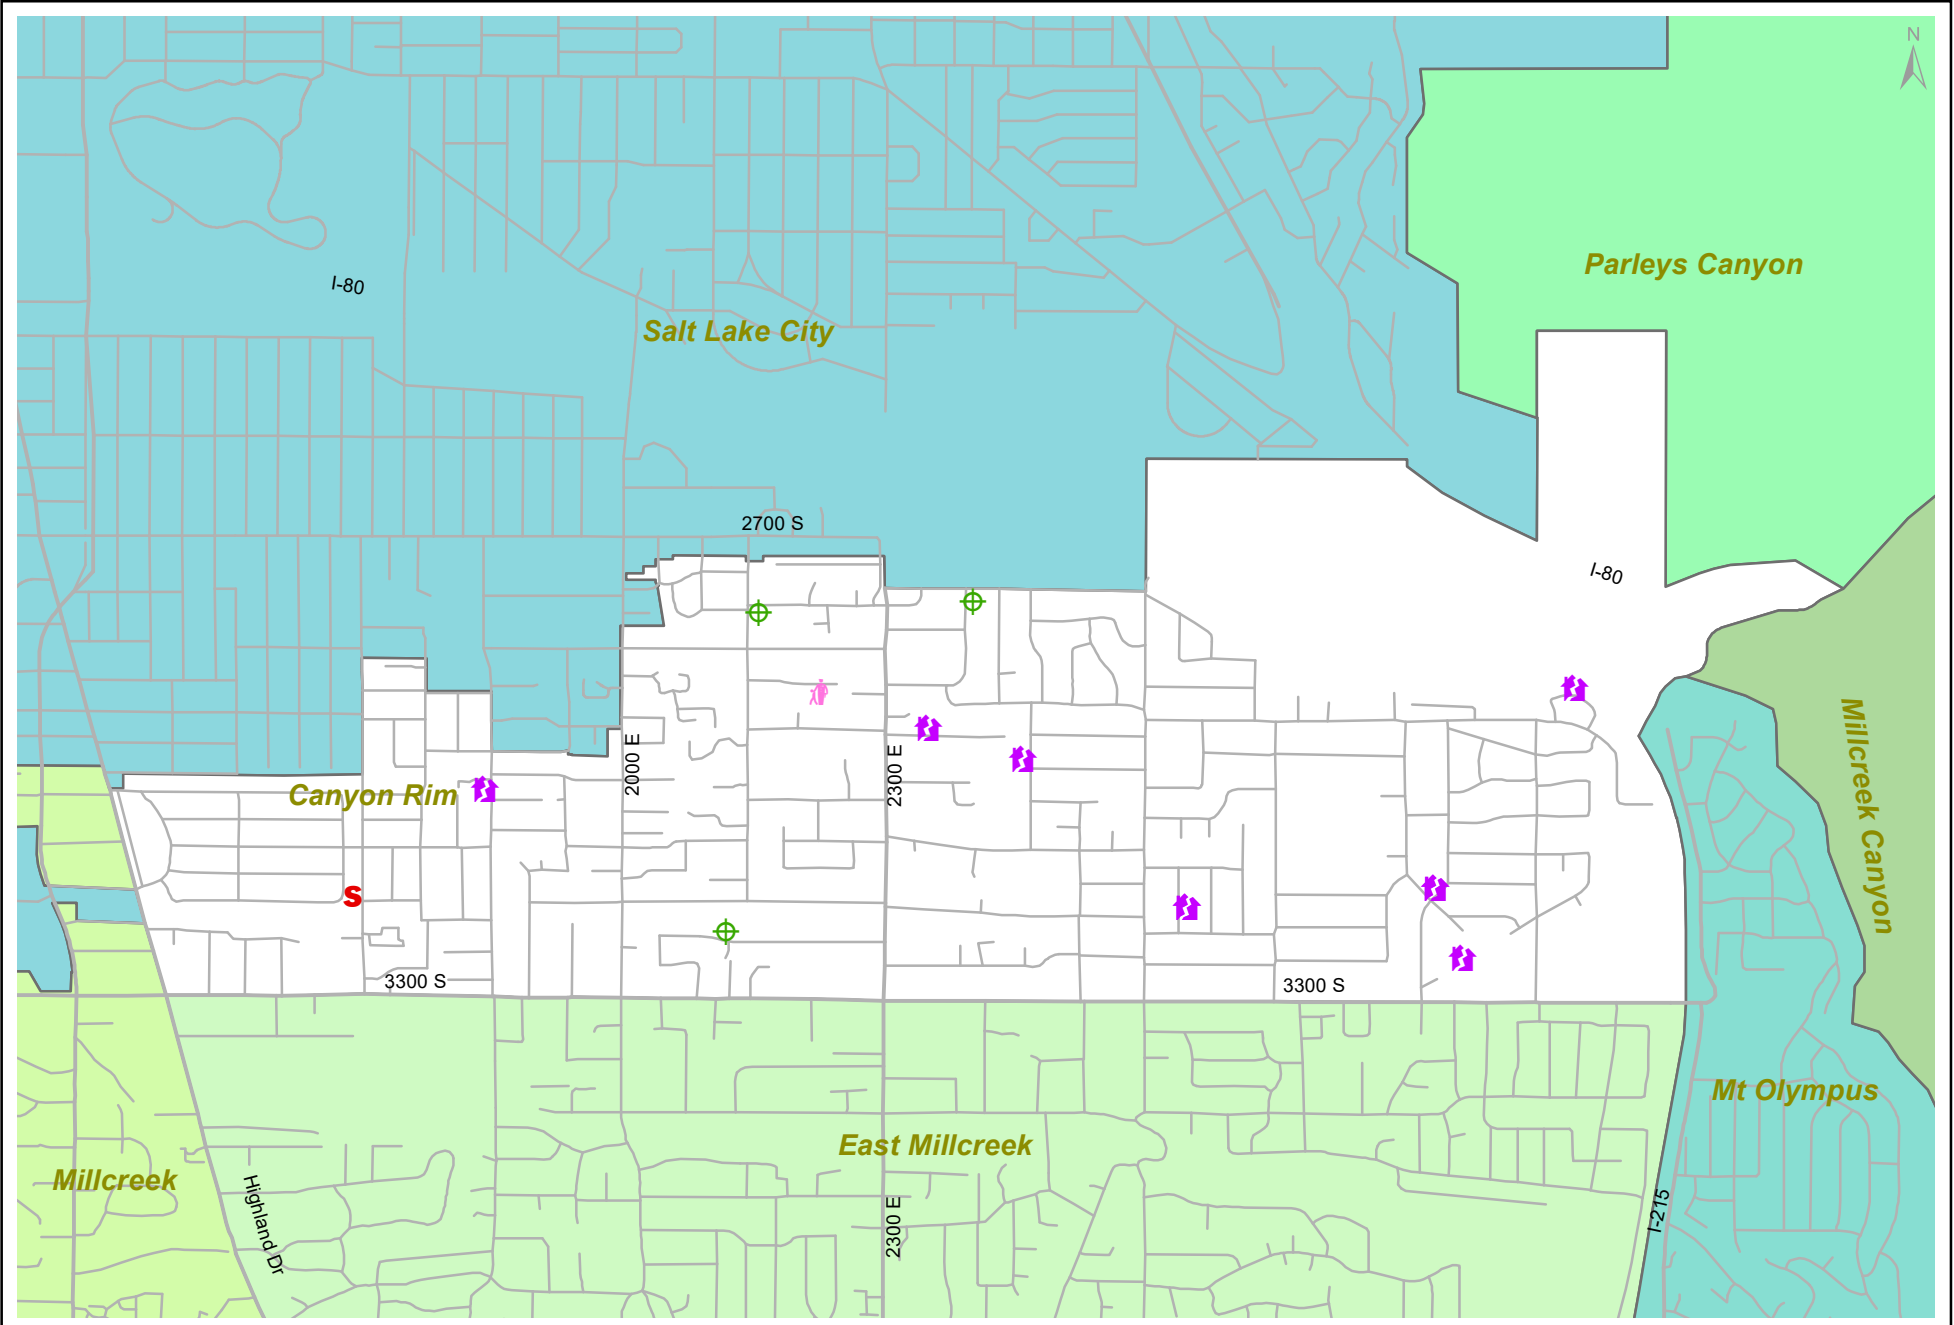 N
Parleys Canyon
I-80
Salt Lake City
2700 S
I-80
2000 E
2300 E
Canyon Rim
Millcreek Canyon
S
3300 S
3300 S
Mt Olympus
East Millcreek
Millcreek
Highland Dr
2300 E
I-215